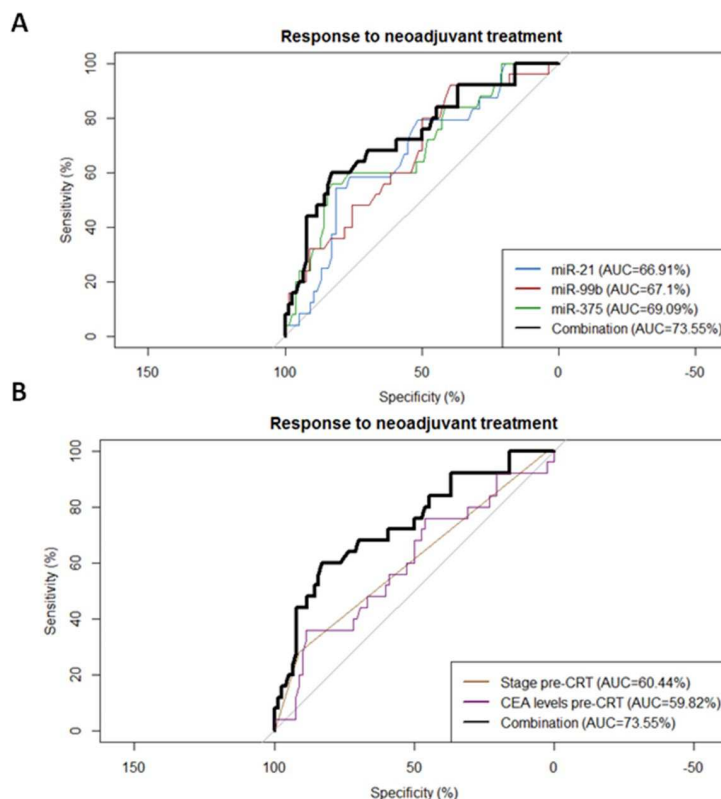 A
Response to neoadjuvant treatment
Sensitivity (%)
100
80
60
40
20
0
miR-21 (AUC=66.91%)
miR-99b (AUC=67.1%)
miR-375 (AUC=69.09%)
Combination (AUC=73.55%)
150 100 50 0 -50
Specificity (%)
B
Response to neoadjuvant treatment
Sensitivity (%)
100
80
60
40
20
0
Stage pre-CRT (AUC=60.44%)
CEA levels pre-CRT (AUC=59.82%)
Combination (AUC=73.55%)
150 100 50 0 -50
Specificity (%)